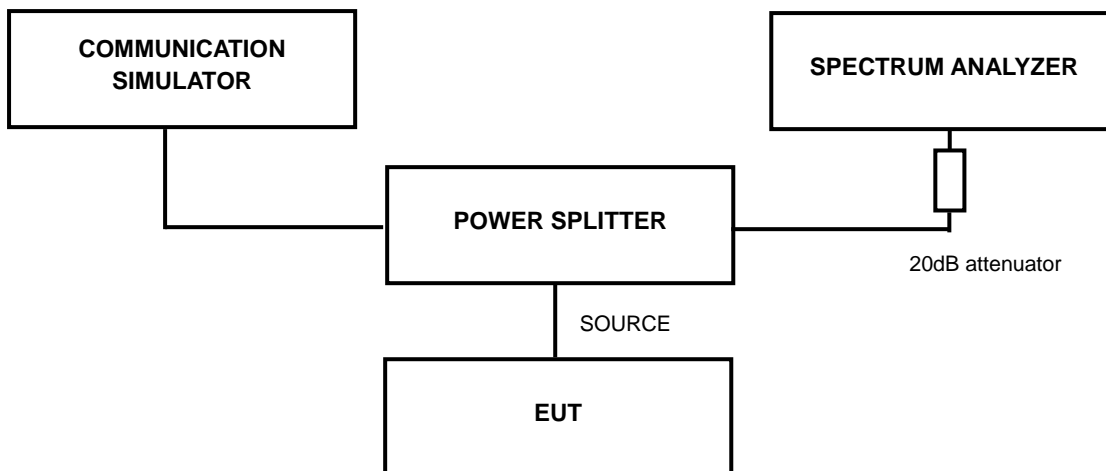 COMMUNICATION
SIMULATOR
SPECTRUM ANALYZER
POWER SPLITTER
20dB attenuator
SOURCE
EUT